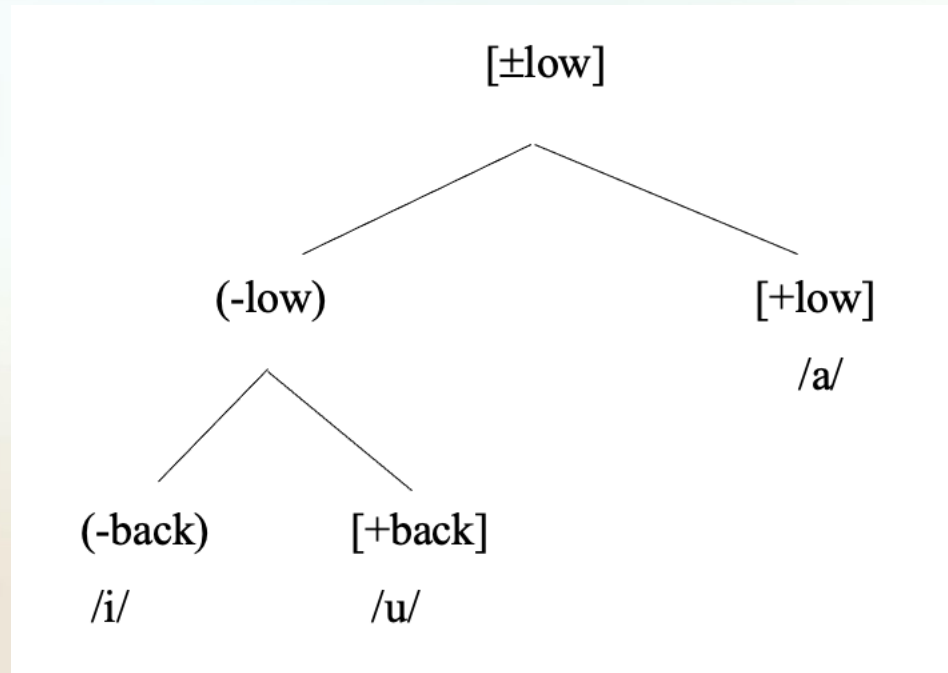 [±low]
(-low) [+low]
/a/
(-back) [+back]
/i/ /u/